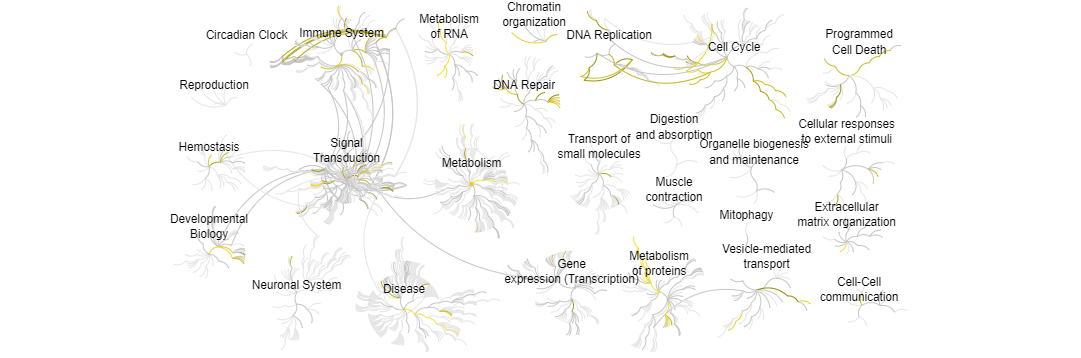 Circadian Clock
Immune System
Metabolism
of RNA
Chromatin
organization
DNA Replication
Cell Cycle
Programmed
Cell Death
Reproduction
DNA Repair
Hemostasis
Signal
Transduction
Metabolism
Transport of
small molecules
Digestion
and absorption
Organelle biogenesis
and maintenance
Cellular responses
to external stimuli
Muscle
contraction
Mitophagy
Extracellular
matrix organization
Developmental
Biology
Neuronal System
Disease
Gene
expression (Transcription)
Metabolism
of proteins
Vesicle-mediated
transport
Cell-Cell
communication